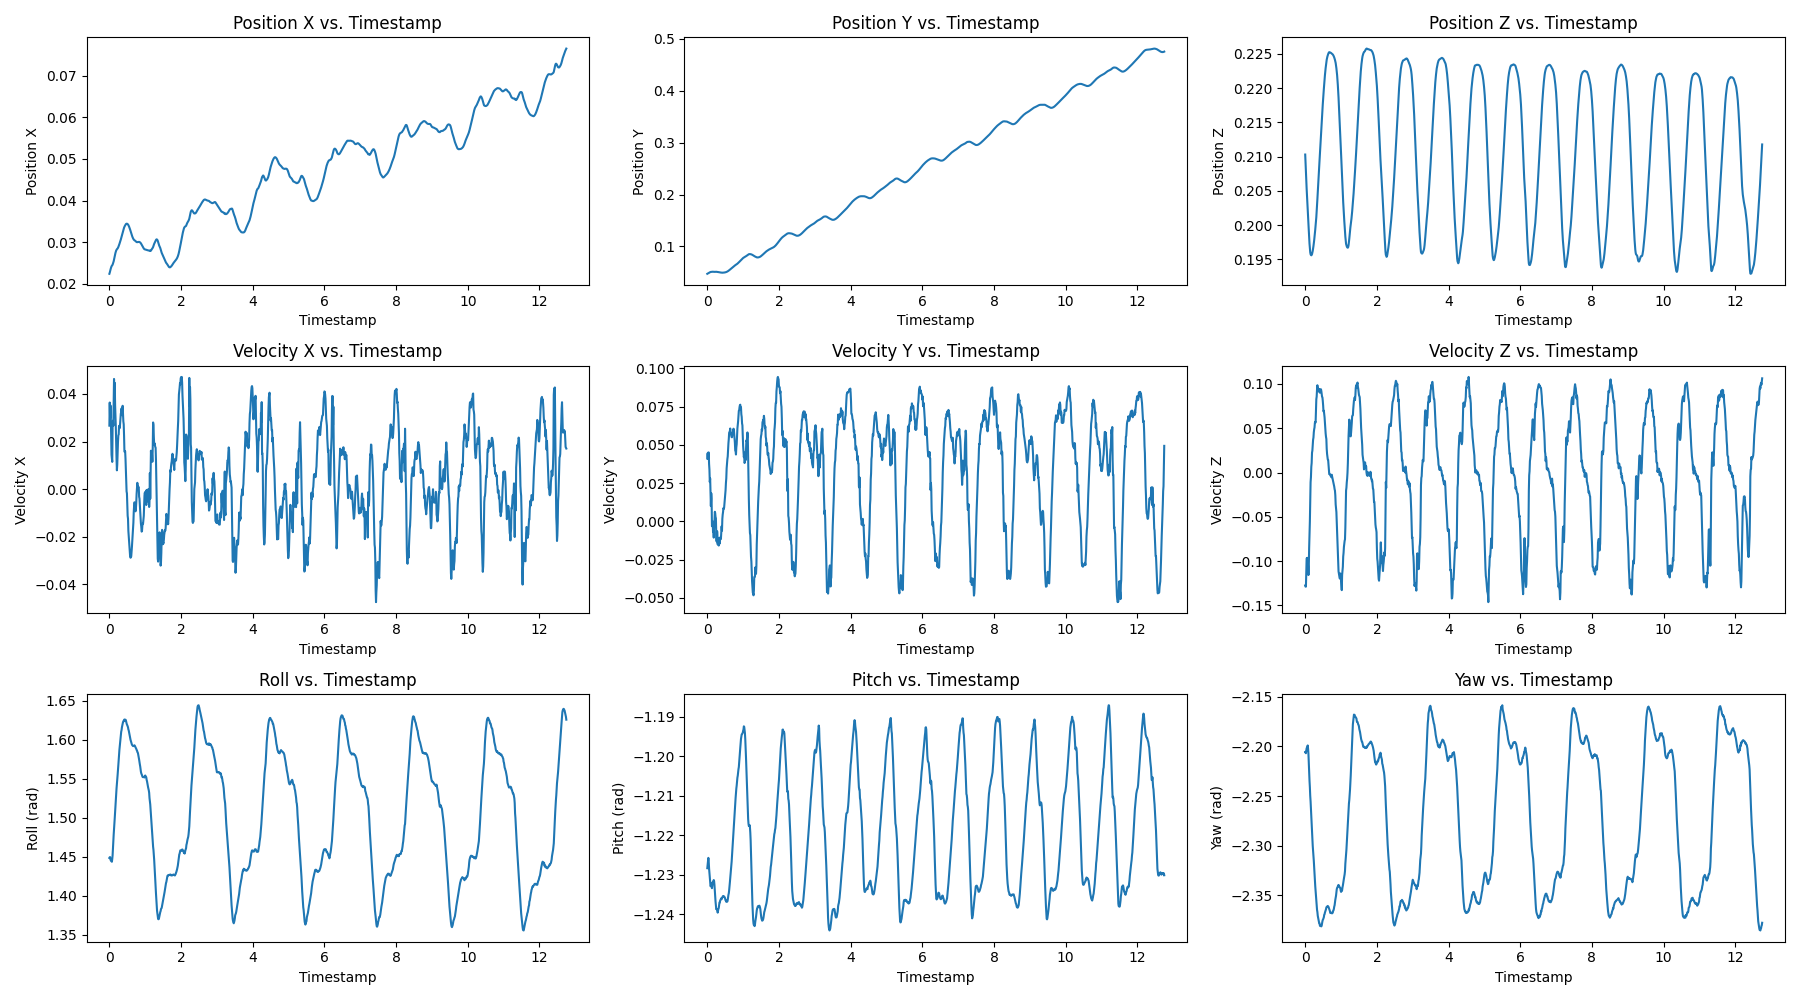 Position X vs. Timestamp
Position X
0.07
0.06
0.05
0.04
0.03
0.02
0 2 4 6 8 10 12
Timestamp
Position Y vs. Timestamp
Position Y
0.5
0.4
0.3
0.2
0.1
0 2 4 6 8 10 12
Timestamp
Position Z vs. Timestamp
Position Z
0.225
0.220
0.215
0.210
0.205
0.200
0.195
0 2 4 6 8 10 12
Timestamp
Velocity X vs. Timestamp
Velocity X
0.04
0.02
0.00
−0.02
−0.04
0 2 4 6 8 10 12
Timestamp
Velocity Y vs. Timestamp
Velocity Y
0.100
0.075
0.050
0.025
0.000
−0.025
−0.050
0 2 4 6 8 10 12
Timestamp
Velocity Z vs. Timestamp
Velocity Z
0.10
0.05
0.00
−0.05
−0.10
−0.15
0 2 4 6 8 10 12
Timestamp
Roll vs. Timestamp
Roll (rad)
1.65
1.60
1.55
1.50
1.45
1.40
1.35
0 2 4 6 8 10 12
Timestamp
Pitch vs. Timestamp
Pitch (rad)
−1.19
−1.20
−1.21
−1.22
−1.23
−1.24
0 2 4 6 8 10 12
Timestamp
Yaw vs. Timestamp
Yaw (rad)
−2.15
−2.20
−2.25
−2.30
−2.35
0 2 4 6 8 10 12
Timestamp